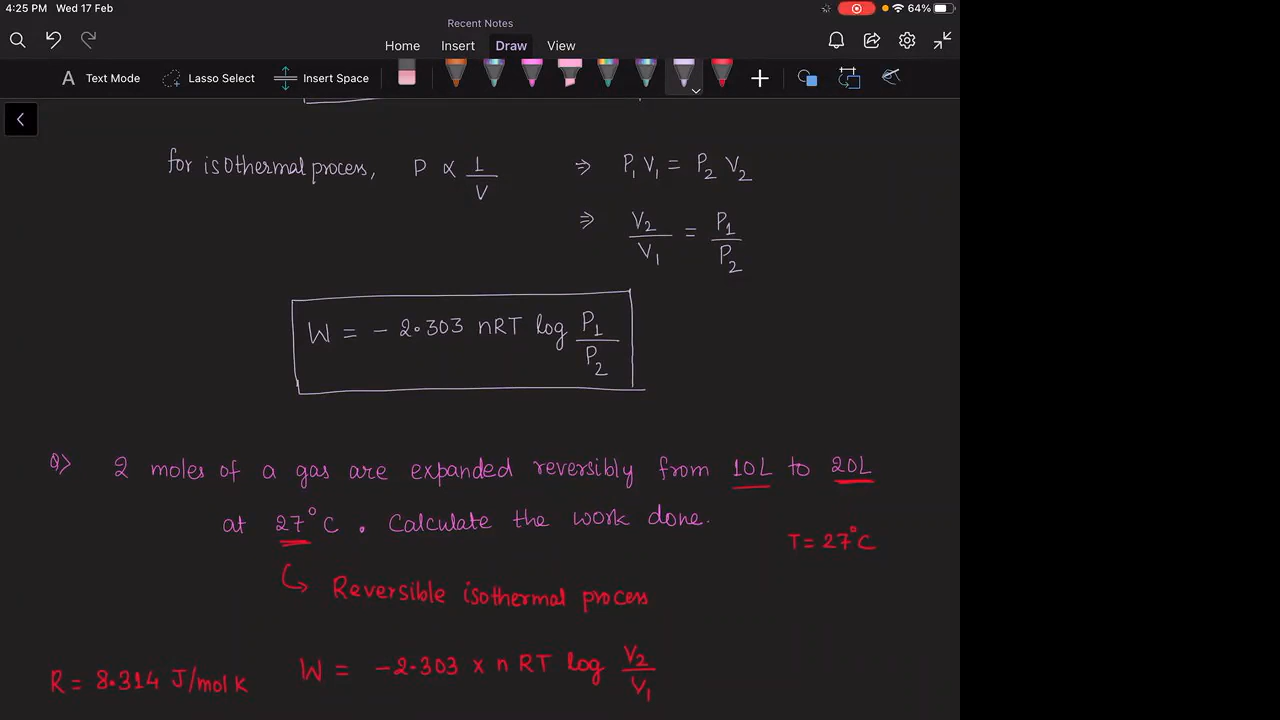 4:25 PM Wed 17 Feb
64%
Recent Notes
Home Insert Draw View
A Text Mode Lasso Select Insert Space
for isothermal process, P ∝ 1/V ⇒ P₁ V₁ = P₂ V₂
⇒ V₂/V₁ = P₁/P₂
W = - 2.303 nRT log P₁/P₂
Q> 2 moles of a gas are expanded reversibly from 10L to 20L
at 27°C. Calculate the work done.
T = 27°C
↳ Reversible isothermal process
R = 8.314 J/mol K W = -2.303 x n RT log V₂/V₁